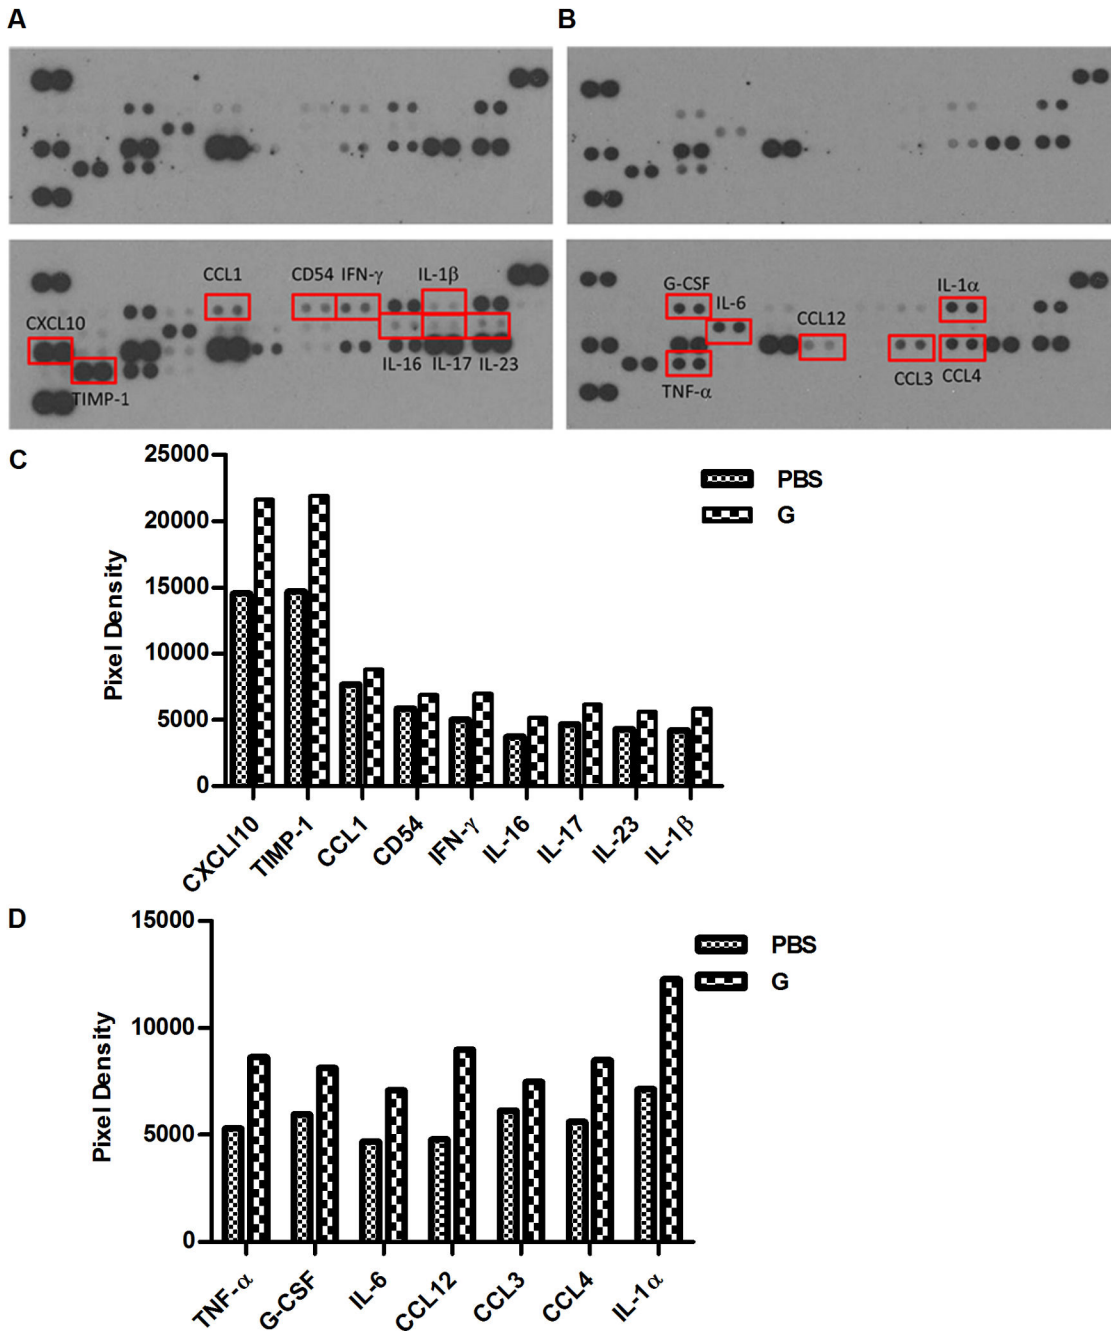 A
B
CCL1
CD54 IFN-γ
IL-1β
CXCL10
IL-16 IL-17 IL-23
TIMP-1
G-CSF
IL-6
IL-1α
CCL12
TNF-α
CCL3
CCL4
C
25000
20000
15000
10000
5000
0
Pixel Density
PBS
G
CXCLI10
TIMP-1
CCL1
CD54
IFN-γ
IL-16
IL-17
IL-23
IL-1β
D
15000
10000
5000
0
Pixel Density
PBS
G
TNF-α
G-CSF
IL-6
CCL12
CCL3
CCL4
IL-1α